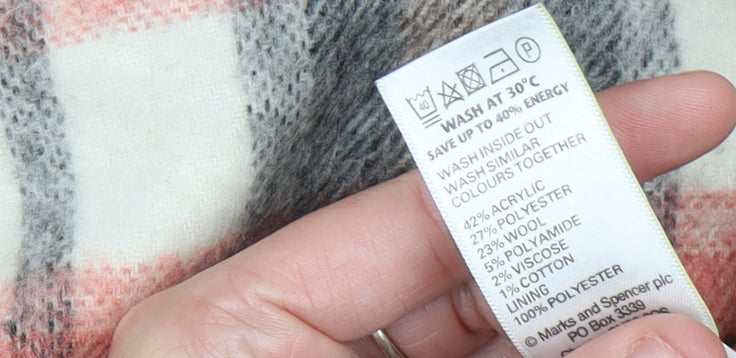 40 P
WASH AT 30°C
SAVE UP TO 40% ENERGY
WASH INSIDE OUT
WASH SIMILAR
COLOURS TOGETHER
42% ACRYLIC
27% POLYESTER
23% WOOL
5% POLYAMIDE
2% VISCOSE
1% COTTON
LINING
100% POLYESTER
© Marks and Spencer plc
PO Box 3339